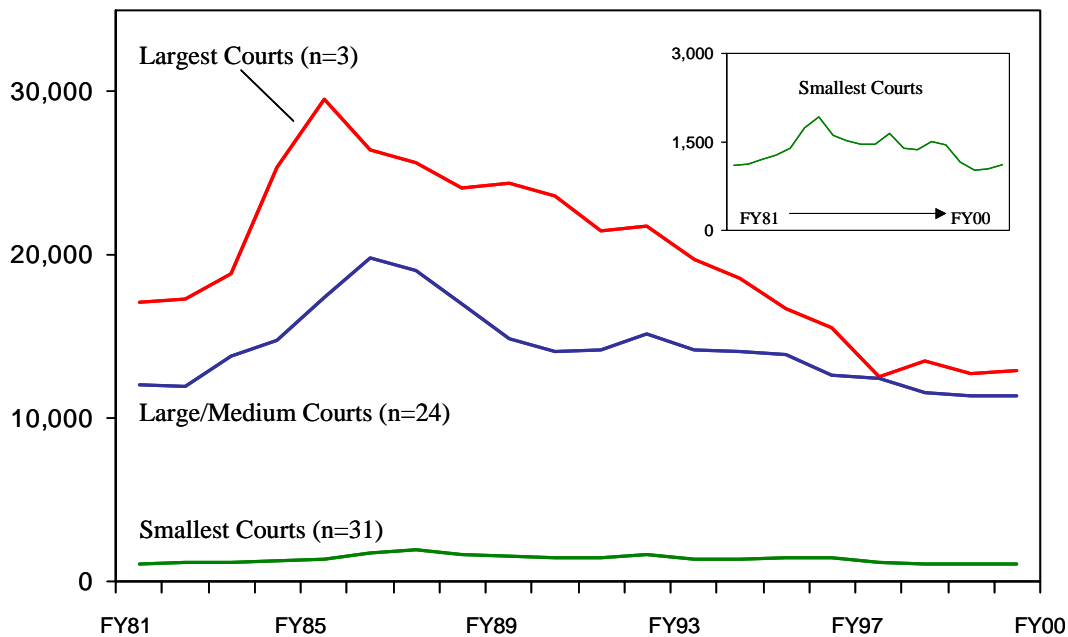 Largest Courts (n=3)
30,000
20,000
10,000
0
Large/Medium Courts (n=24)
Smallest Courts (n=31)
FY81
FY85
FY89
FY93
FY97
FY00
3,000
Smallest Courts
1,500
0
FY81
FY00